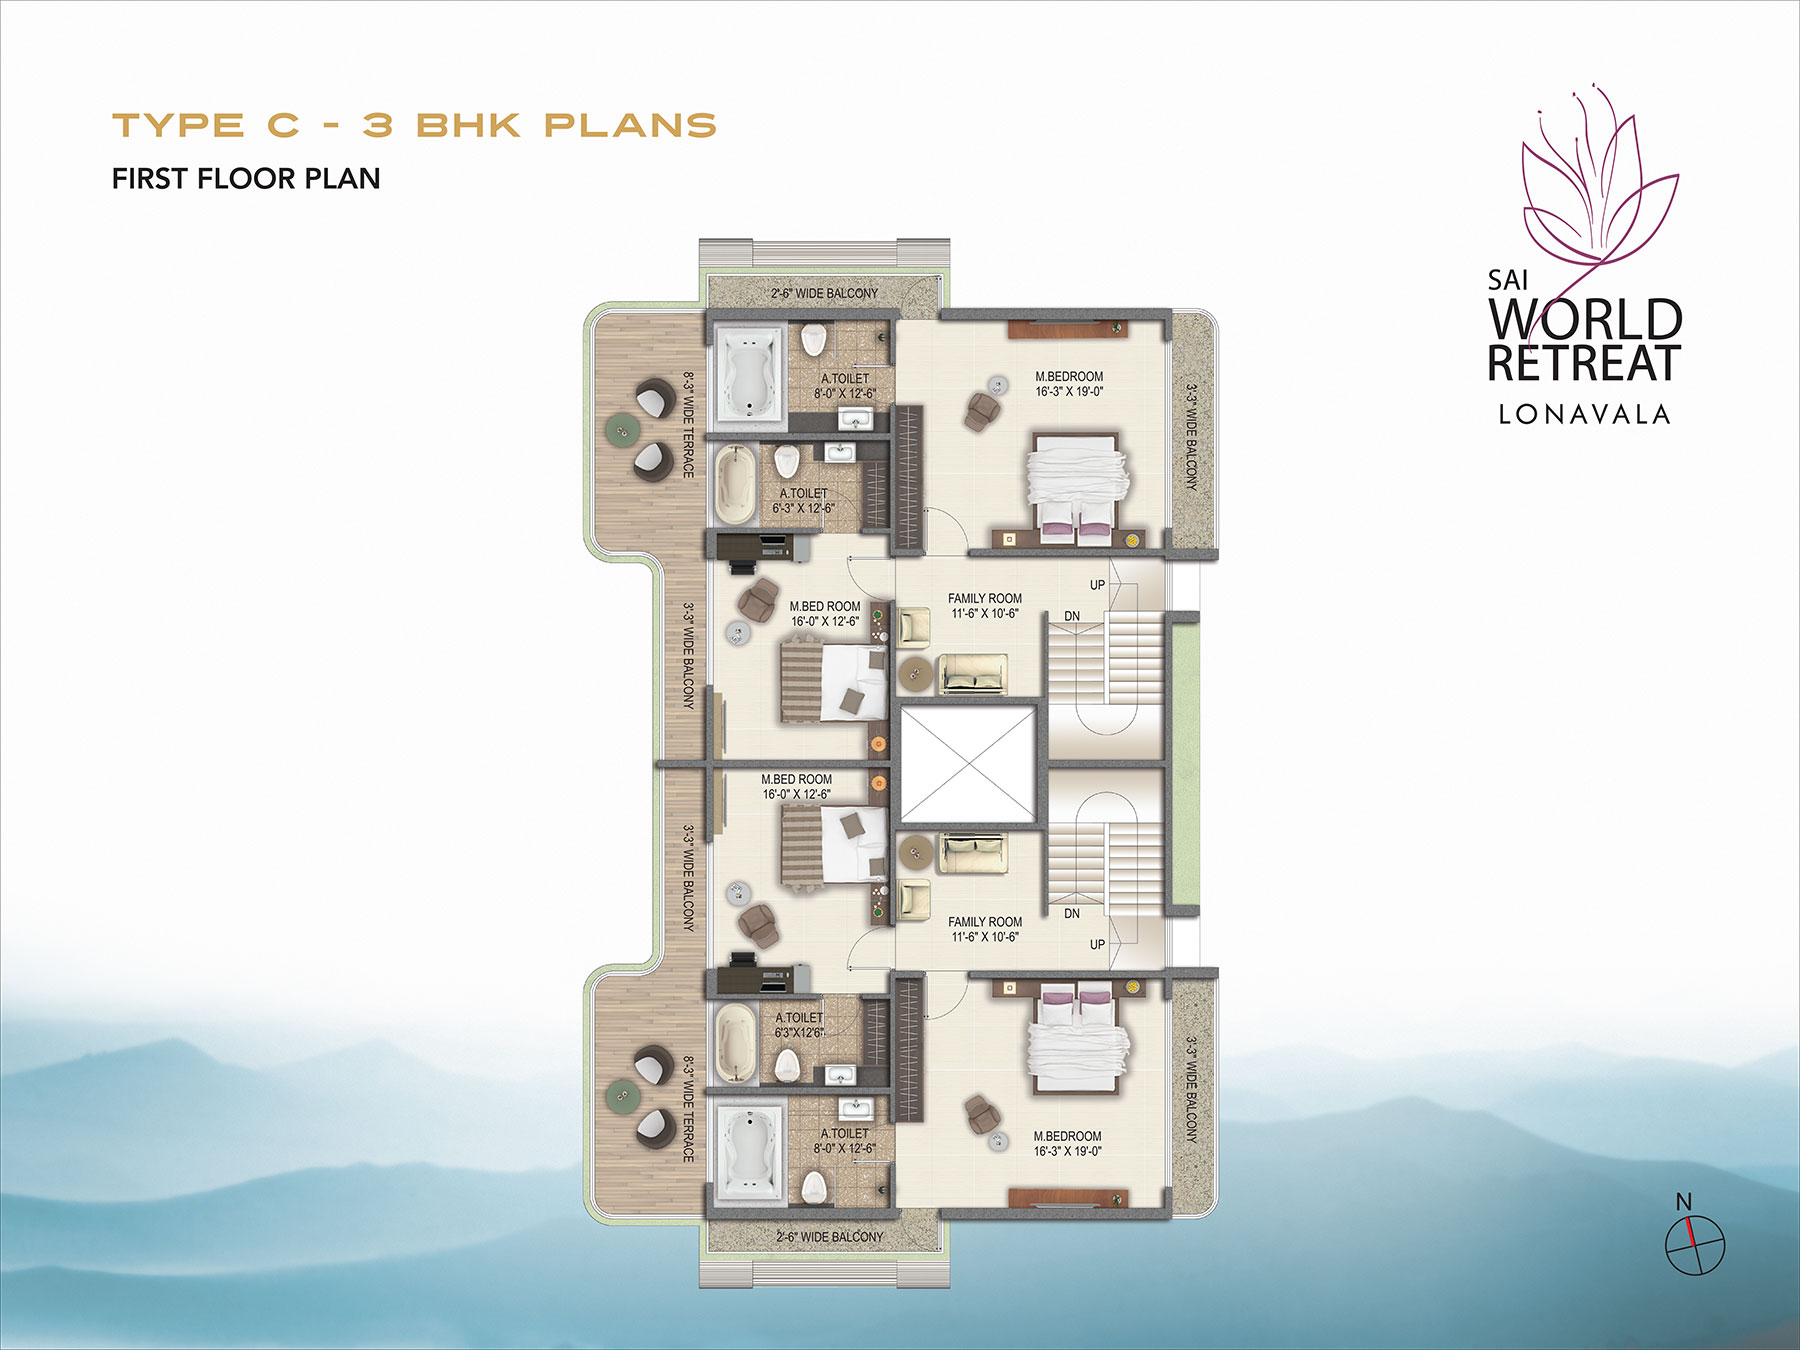 TYPE C - 3 BHK PLANS
FIRST FLOOR PLAN
SAI
WORLD
RETREAT
LONAVALA
2'-6" WIDE BALCONY
A.TOILET
8'-0" X 12'-6"
M.BEDROOM
16'-3" X 19'-0"
8'-3" WIDE TERRACE
3'-3" WIDE BALCONY
A.TOILET
6'-3" X 12'-6"
M.BED ROOM
16'-0" X 12'-6"
FAMILY ROOM
11'-6" X 10'-6"
UP
DN
3'-3" WIDE BALCONY
M.BED ROOM
16'-0" X 12'-6"
3'-3" WIDE BALCONY
FAMILY ROOM
11'-6" X 10'-6"
DN
UP
A.TOILET
6'3"X12'6"
8'-3" WIDE TERRACE
3'-3" WIDE BALCONY
A.TOILET
8'-0" X 12'-6"
M.BEDROOM
16'-3" X 19'-0"
2'-6" WIDE BALCONY
N